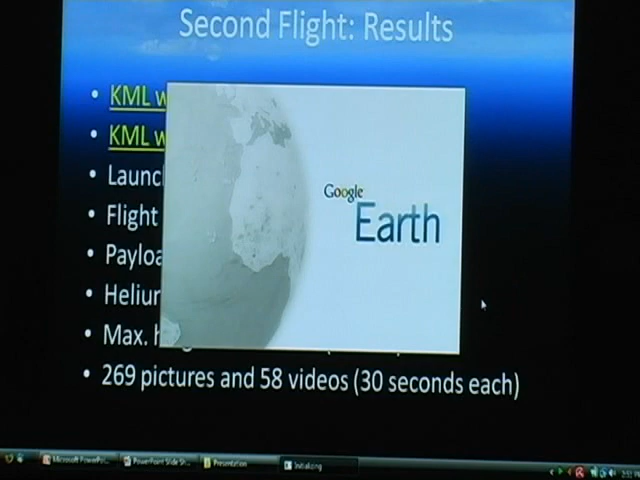 Second Flight: Results
• KML w
• KML w
• Launc
• Flight
• Payloa
• Heliur
• Max. h
• 269 pictures and 58 videos (30 seconds each)
Google
Earth
Microsoft PowerPo...
PowerPoint Slide Sh...
Presentation
Initializing